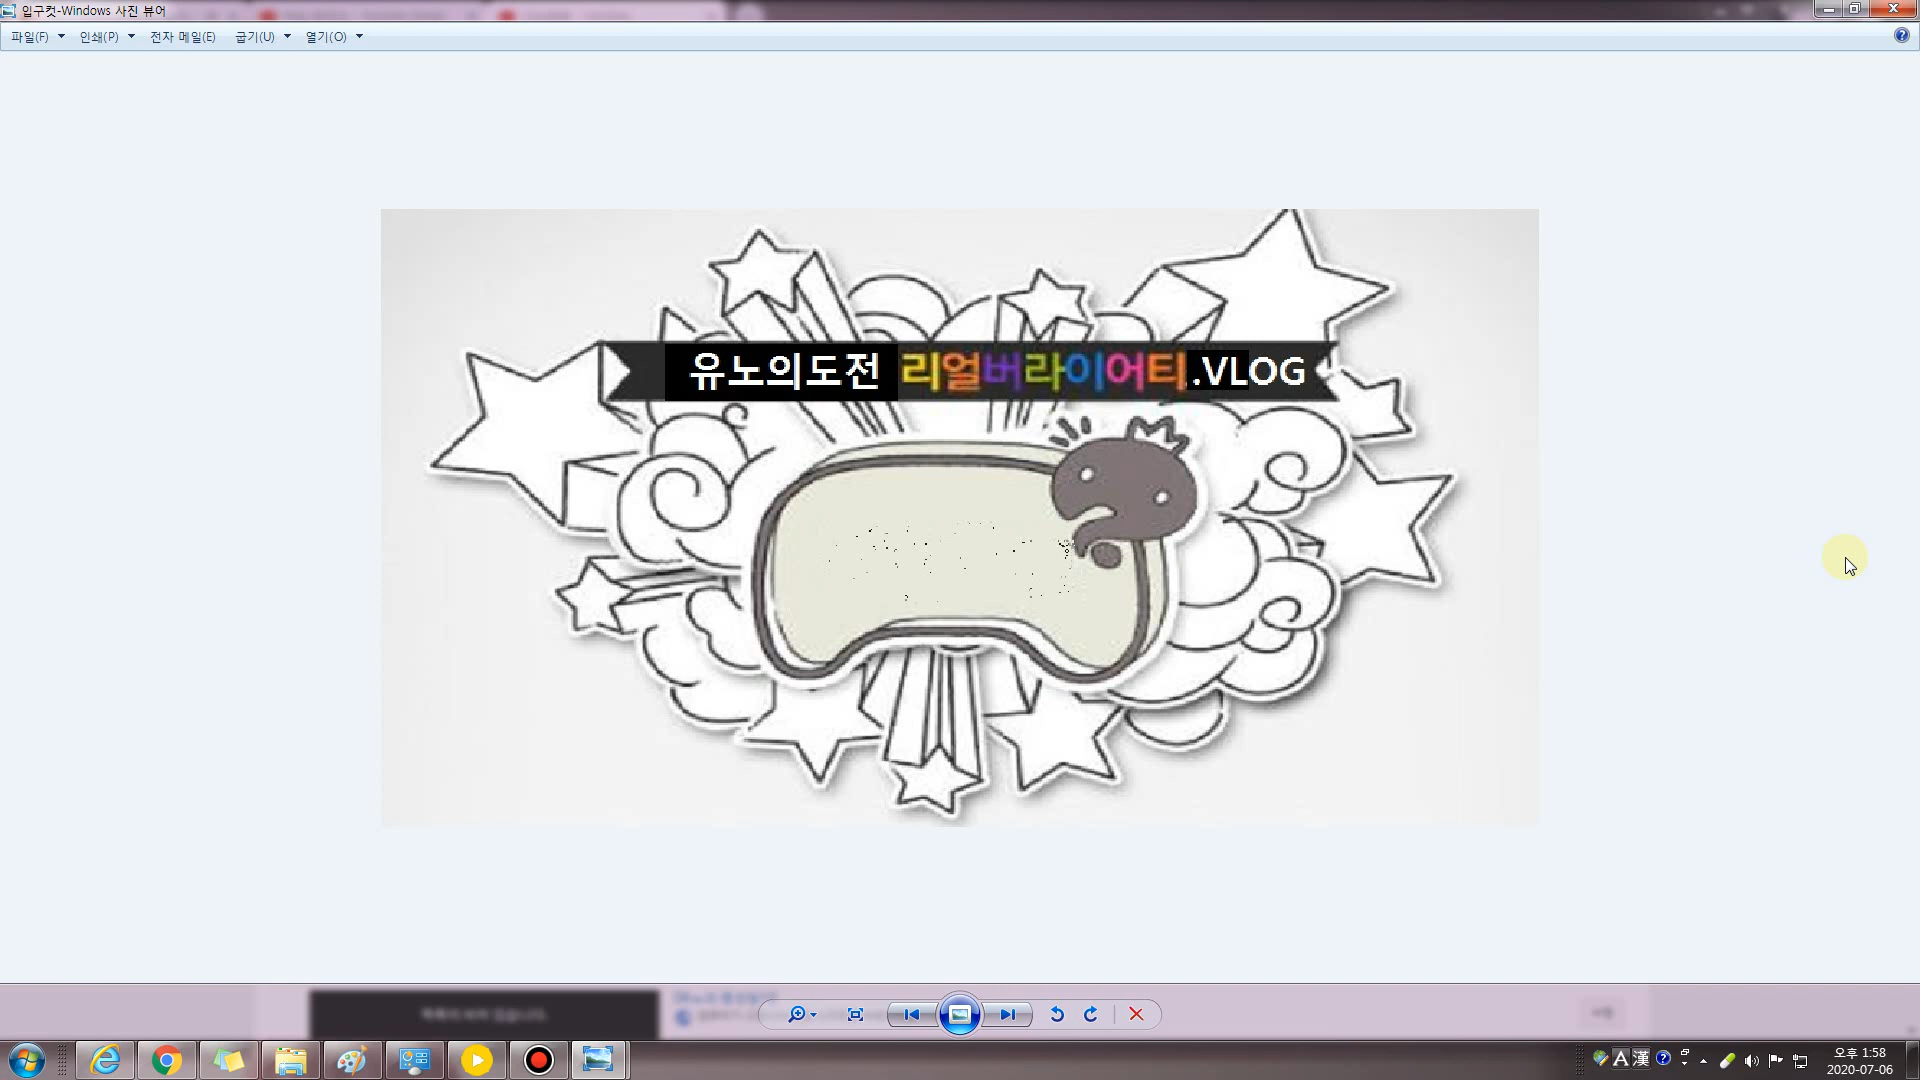 입구컷-Windows 사진 뷰어
파일(F) 인쇄(P) 전자 메일(E) 굽기(U) 열기(O)
유노의도전 리얼버라이어티.VLOG
A 漢
오후 1:58
2020-07-06